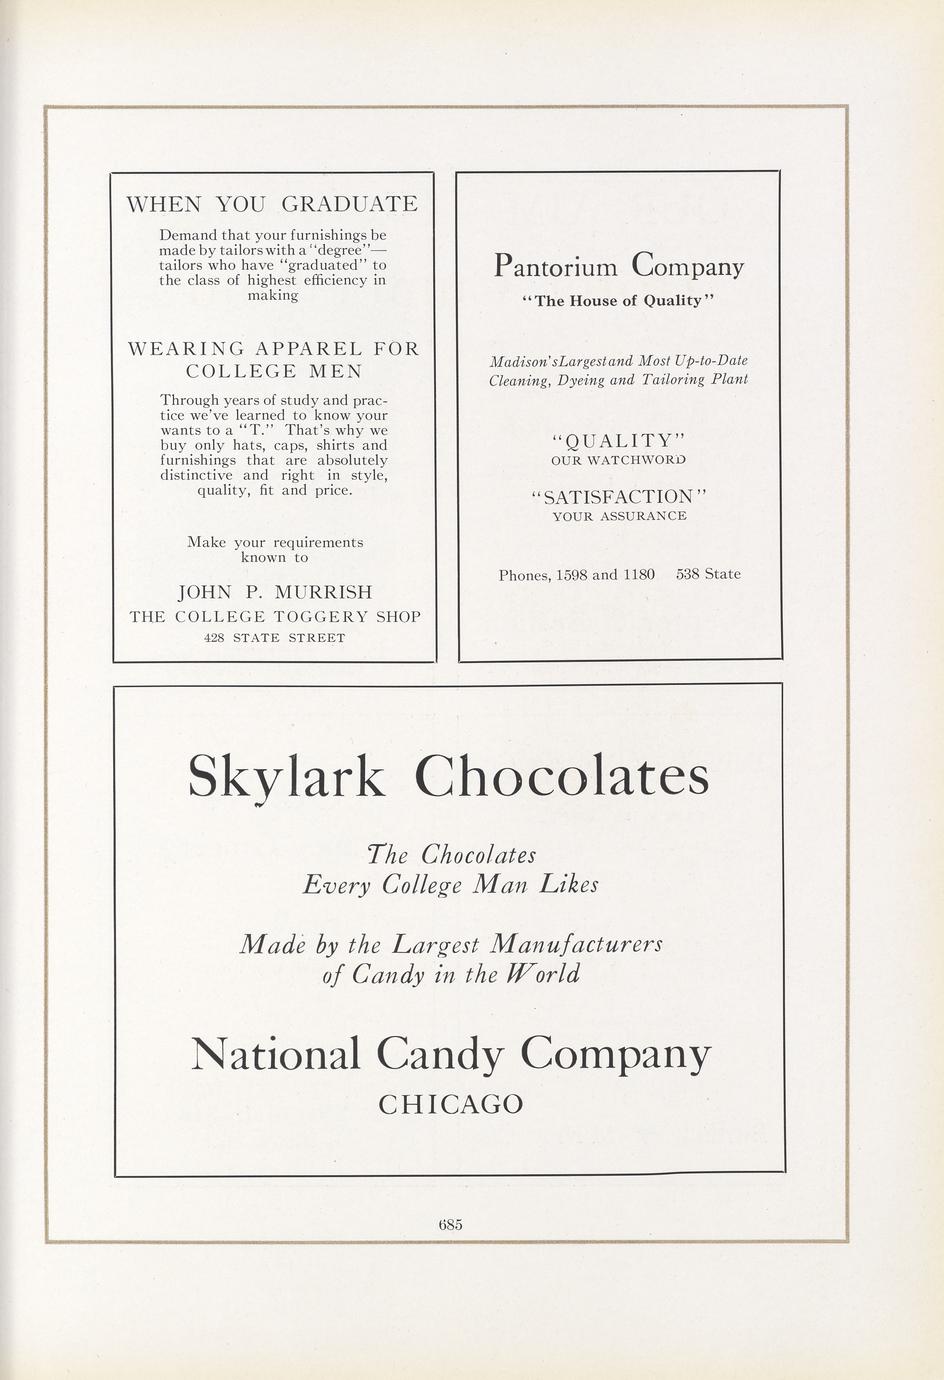 WHEN YOU GRADUATE
Demand that your furnishings be
made by tailors with a "degree"—
tailors who have "graduated" to
the class of highest efficiency in
making
WEARING APPAREL FOR
COLLEGE MEN
Through years of study and prac-
tice we've learned to know your
wants to a "T." That's why we
buy only hats, caps, shirts and
furnishings that are absolutely
distinctive and right in style,
quality, fit and price.
Make your requirements
known to
JOHN P. MURRISH
THE COLLEGE TOGGERY SHOP
428 STATE STREET
Pantorium Company
"The House of Quality"
Madison's Largest and Most Up-to-Date
Cleaning, Dyeing and Tailoring Plant
"QUALITY"
OUR WATCHWORD
"SATISFACTION"
YOUR ASSURANCE
Phones, 1598 and 1180 538 State
Skylark Chocolates
The Chocolates
Every College Man Likes
Made by the Largest Manufacturers
of Candy in the World
National Candy Company
CHICAGO
685